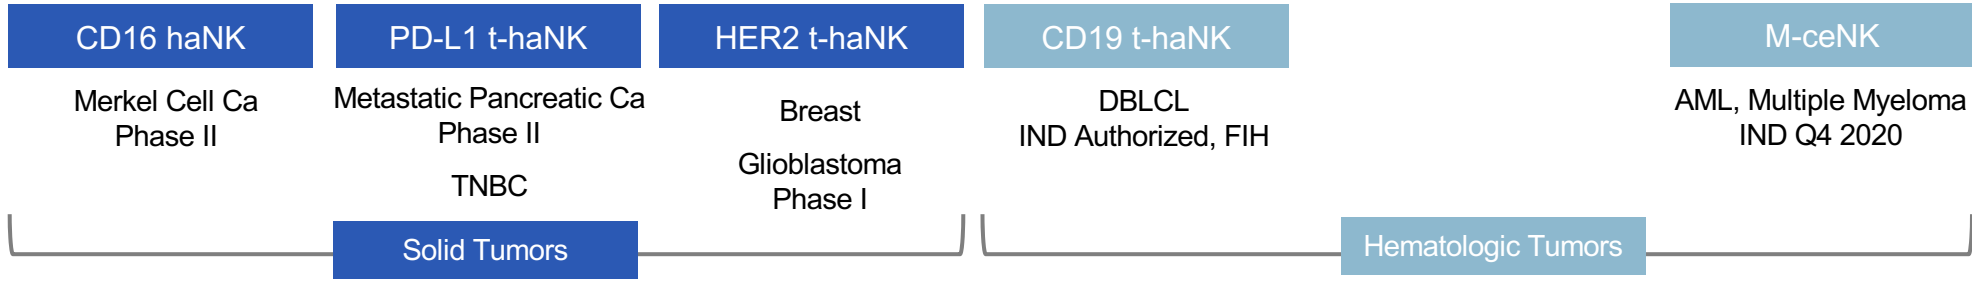 CD16 haNK
Merkel Cell Ca
Phase II
PD-L1 t-haNK
Metastatic Pancreatic Ca
Phase II
TNBC
HER2 t-haNK
Breast
Glioblastoma
Phase I
Solid Tumors
CD19 t-haNK
DBLCL
IND Authorized, FIH
M-ceNK
AML, Multiple Myeloma
IND Q4 2020
Hematologic Tumors